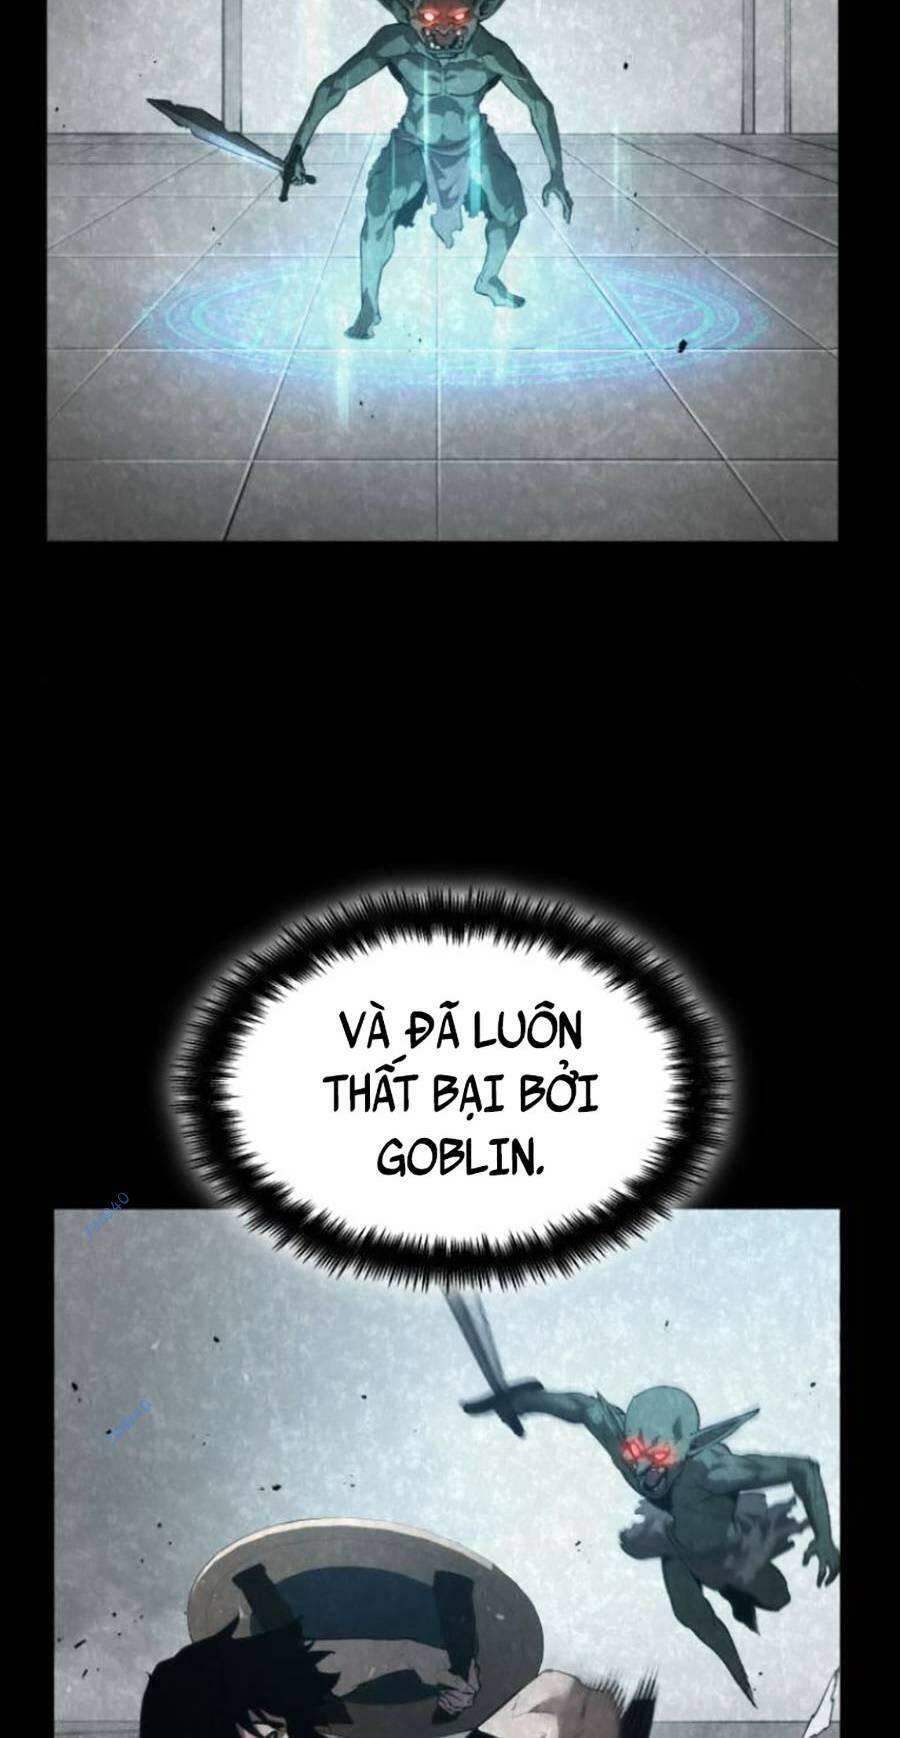 VÀ ĐÃ LUÔN
THẤT BẠI BỞI
GOBLIN.